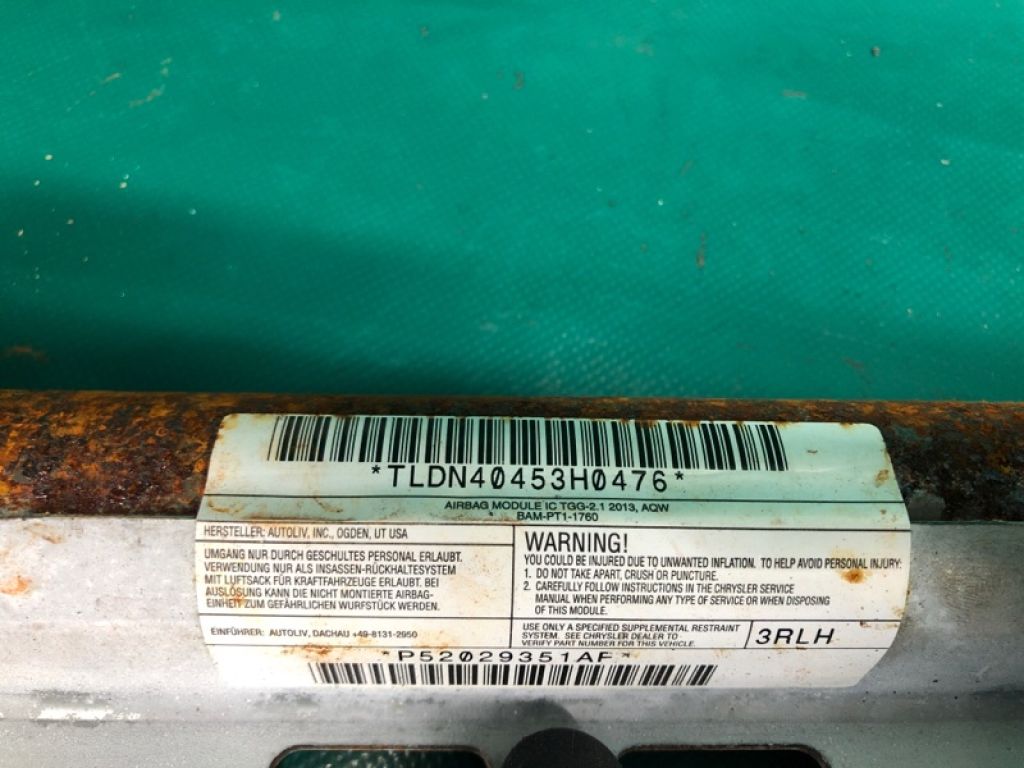 *TLDN40453H0476*
AIRBAG MODULE IC TGG-2.1 2013, AQW
BAM-PT1-1760
HERSTELLER: AUTOLIV, INC., OGDEN, UT USA
UMGANG NUR DURCH GESCHULTES PERSONAL ERLAUBT.
VERWENDUNG NUR ALS INSASSEN-RÜCKHALTESYSTEM
MIT LUFTSACK FÜR KRAFTFAHRZEUGE ERLAUBT. BEI
AUSLÖSUNG KANN DIE NICHT MONTIERTE AIRBAG-
EINHEIT ZUM GEFÄHRLICHEN WURFSTÜCK WERDEN.
EINFÜHRER: AUTOLIV, DACHAU +49-8131-2950
WARNING!
YOU COULD BE INJURED DUE TO UNWANTED INFLATION. TO HELP AVOID PERSONAL INJURY:
1. DO NOT TAKE APART, CRUSH OR PUNCTURE.
2. CAREFULLY FOLLOW INSTRUCTIONS IN THE CHRYSLER SERVICE
MANUAL WHEN PERFORMING ANY TYPE OF SERVICE OR WHEN DISPOSING
OF THIS MODULE.
USE ONLY A SPECIFIED SUPPLEMENTAL RESTRAINT
SYSTEM. SEE CHRYSLER DEALER TO
VERIFY PART NUMBER FOR THIS VEHICLE.
3RLH
*P52029351AF*